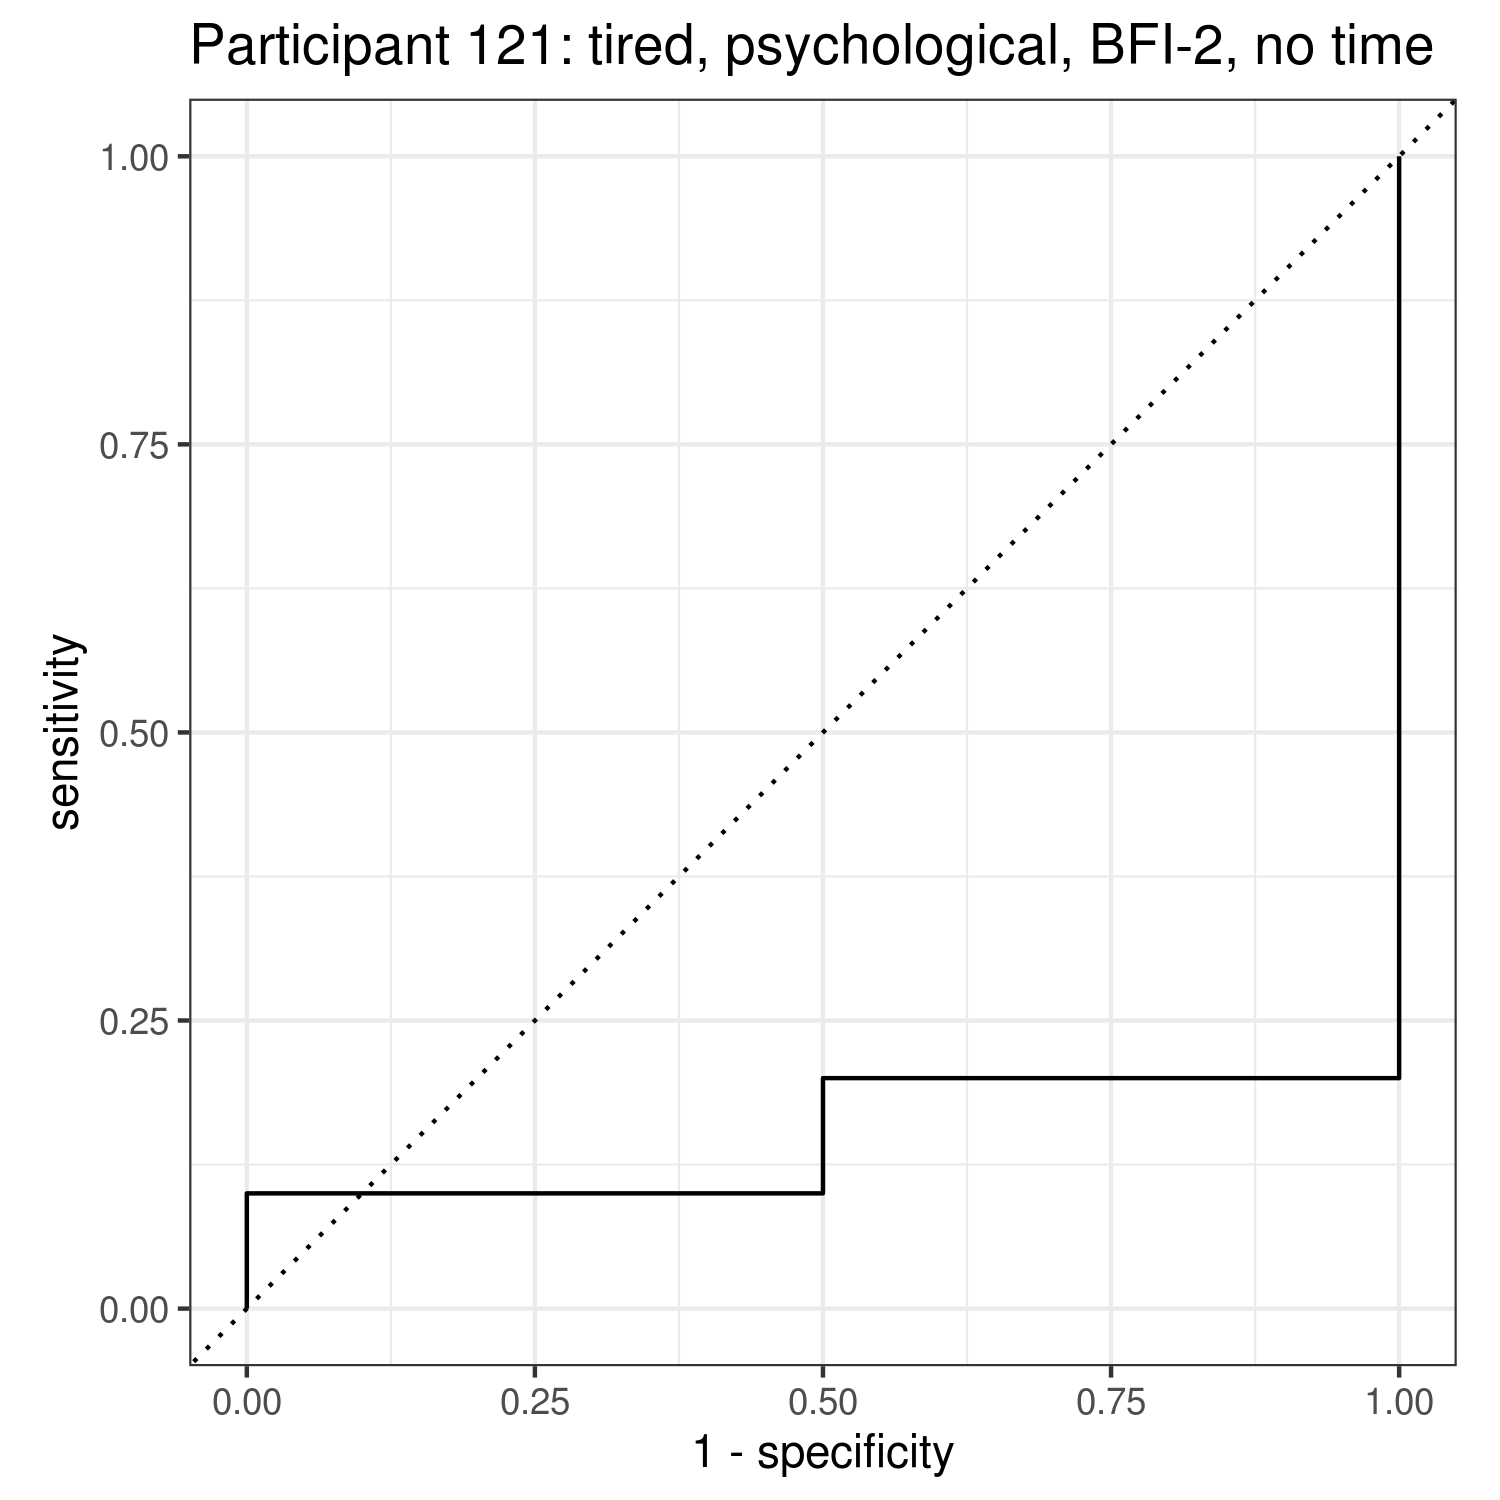 Participant 121: tired, psychological, BFI-2, no time
1.00
0.75
0.50
0.25
0.00
sensitivity
0.00 0.25 0.50 0.75 1.00
1 - specificity